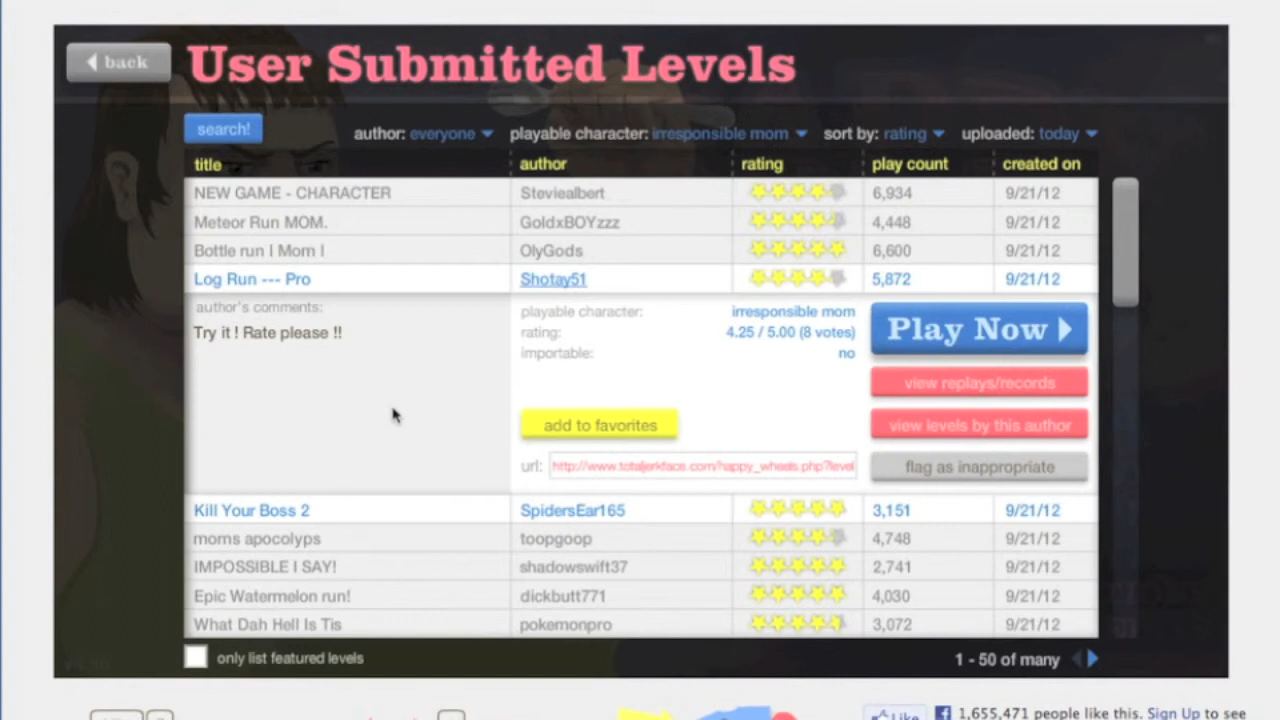 back
User Submitted Levels
search!
author: everyone playable character: irresponsible mom sort by: rating uploaded: today
title author rating play count created on
NEW GAME - CHARACTER Steviealbert 6,934 9/21/12
Meteor Run MOM. GoldxBOYzzz 4,448 9/21/12
Bottle run I Mom I OlyGods 6,600 9/21/12
Log Run --- Pro Shotay51 5,872 9/21/12
author's comments:
Try it ! Rate please !!
playable character: irresponsible mom
rating: 4.25 / 5.00 (8 votes)
importable: no
Play Now
view replays/records
add to favorites
view levels by this author
url: http://www.totaljerkface.com/happy_wheels.php?level
flag as inappropriate
Kill Your Boss 2 SpidersEar165 3,151 9/21/12
moms apocolyps toopgoop 4,748 9/21/12
IMPOSSIBLE I SAY! shadowswift37 2,741 9/21/12
Epic Watermelon run! dickbutt771 4,030 9/21/12
What Dah Hell Is Tis pokemonpro 3,072 9/21/12
only list featured levels
1 - 50 of many
Like 1,655,471 people like this. Sign Up to see